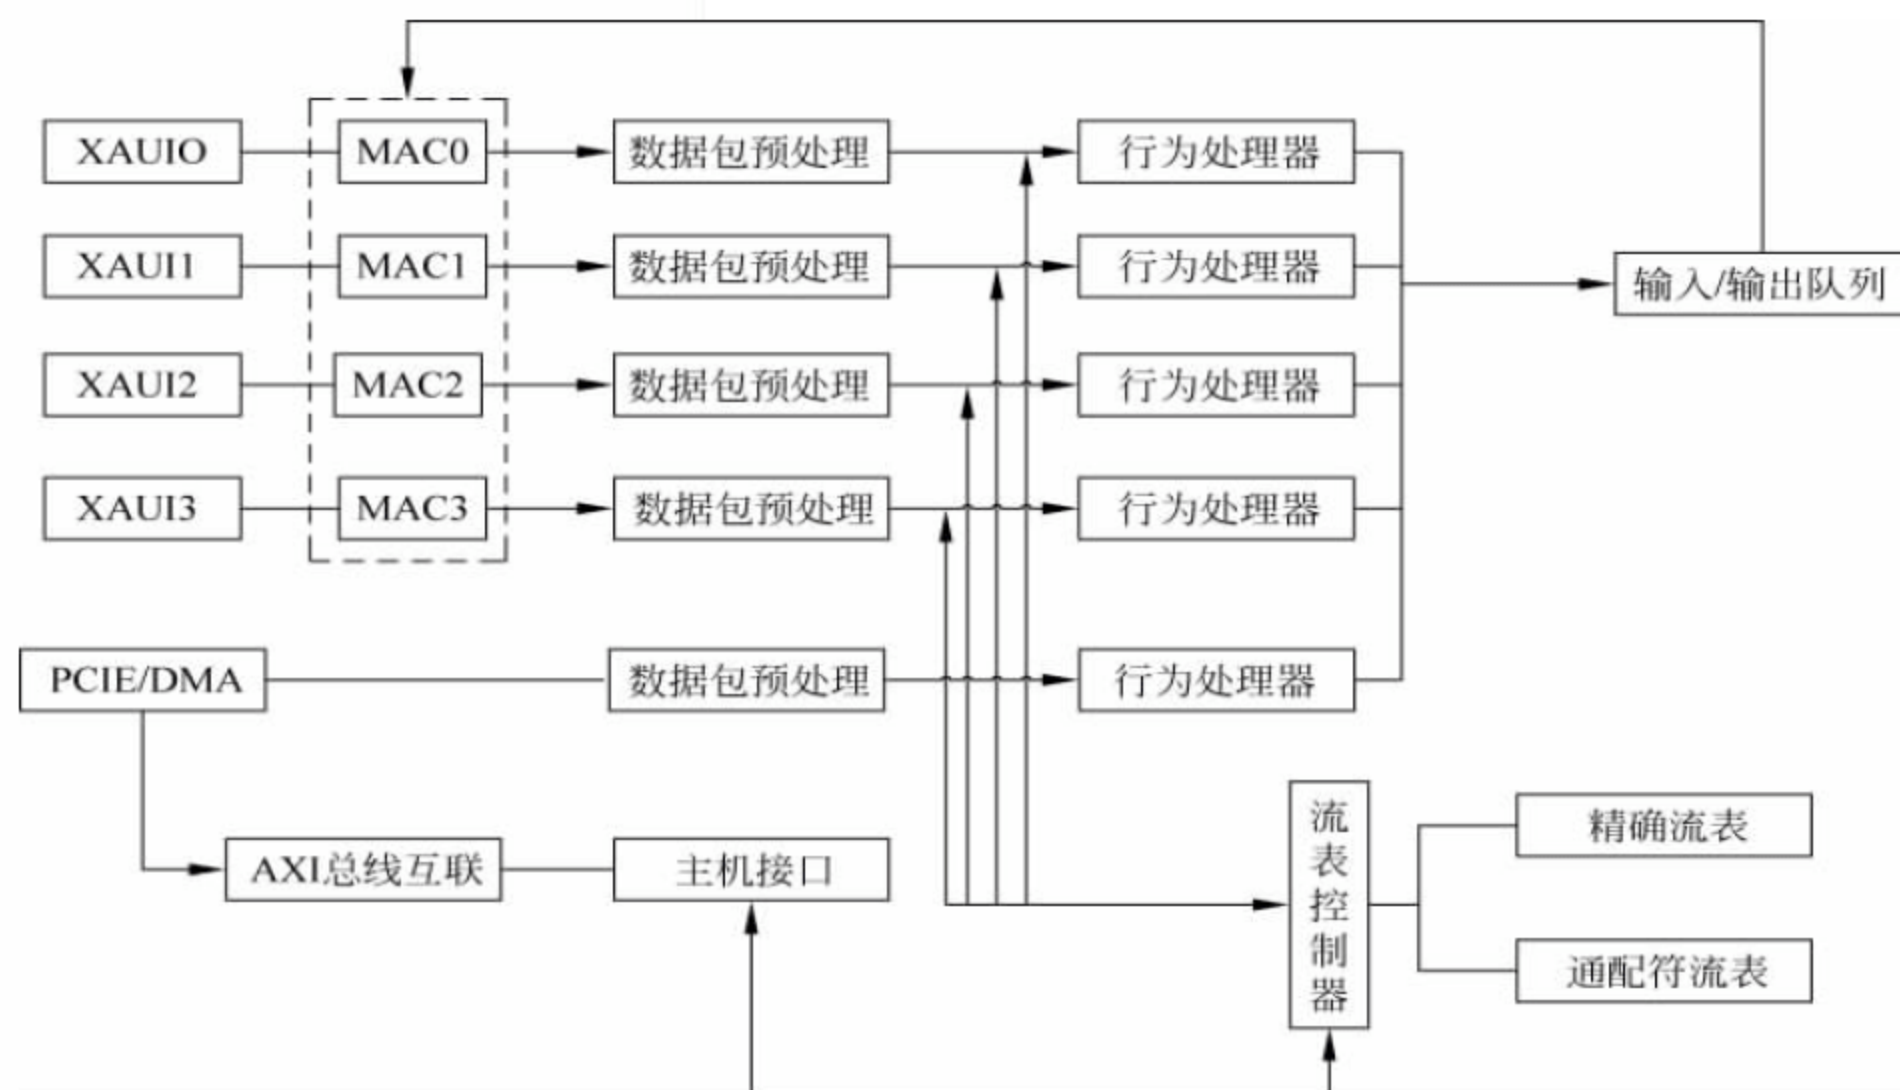 XAUIO MAC0 数据包预处理 行为处理器
XAUI1 MAC1 数据包预处理 行为处理器
输入/输出队列
XAUI2 MAC2 数据包预处理 行为处理器
XAUI3 MAC3 数据包预处理 行为处理器
PCIE/DMA 数据包预处理 行为处理器
AXI总线互联 主机接口
流表控制器
精确流表
通配符流表